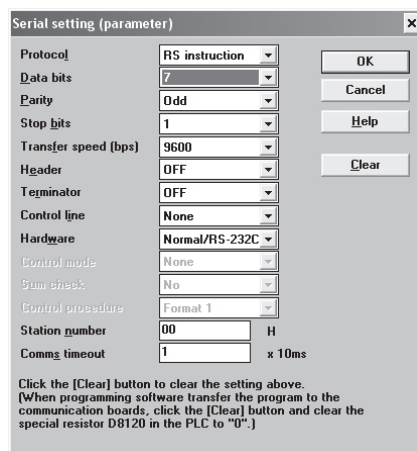 Serial setting (parameter)
Protocol RS instruction OK
Data bits 7
Parity Odd Cancel
Stop bits 1 Help
Transfer speed (bps) 9600
Header OFF Clear
Terminator OFF
Control line None
Hardware Normal/RS-232C
Control mode None
Sum check No
Control procedure Format 1
Station number 00 H
Comms timeout 1 x 10ms
Click the [Clear] button to clear the setting above.
(When programming software transfer the program to the
communication boards, click the [Clear] button and clear the
special resistor D8120 in the PLC to "0".)